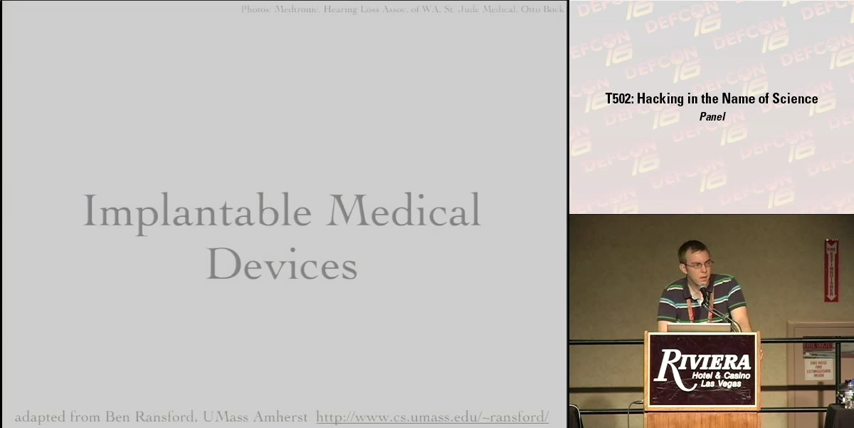 Photos: Medtronic, Hearing Loss Assoc. of WA, St. Jude Medical, Otto Bock
Implantable Medical
Devices
adapted from Ben Ransford, UMass Amherst http://www.cs.umass.edu/~ransford/
DEFCON
16
T502: Hacking in the Name of Science
Panel
RIVIERA
Hotel & Casino
Las Vegas